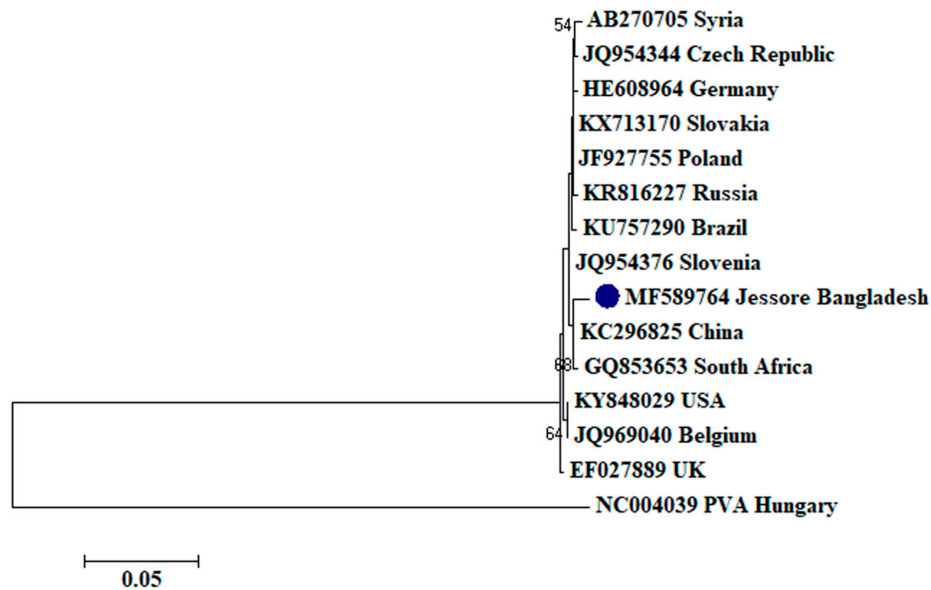 54
AB270705 Syria
JQ954344 Czech Republic
HE608964 Germany
KX713170 Slovakia
JF927755 Poland
KR816227 Russia
KU757290 Brazil
JQ954376 Slovenia
MF589764 Jessore Bangladesh
KC296825 China
GQ853653 South Africa
KY848029 USA
64
JQ969040 Belgium
EF027889 UK
NC004039 PVA Hungary
0.05